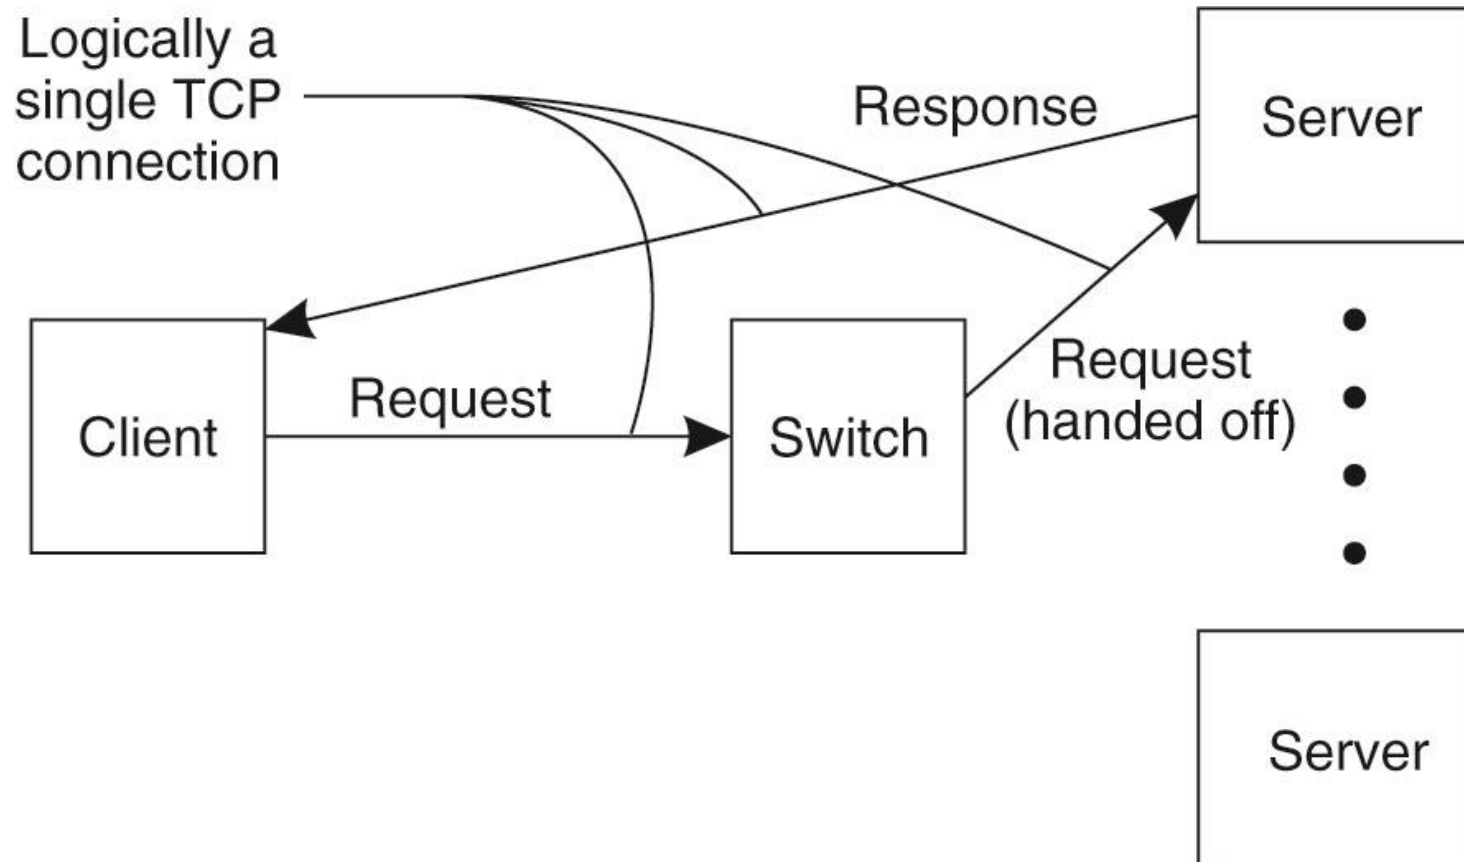 Logically a
single TCP
connection
Response
Server
Client
Request
Switch
Request
(handed off)
Server